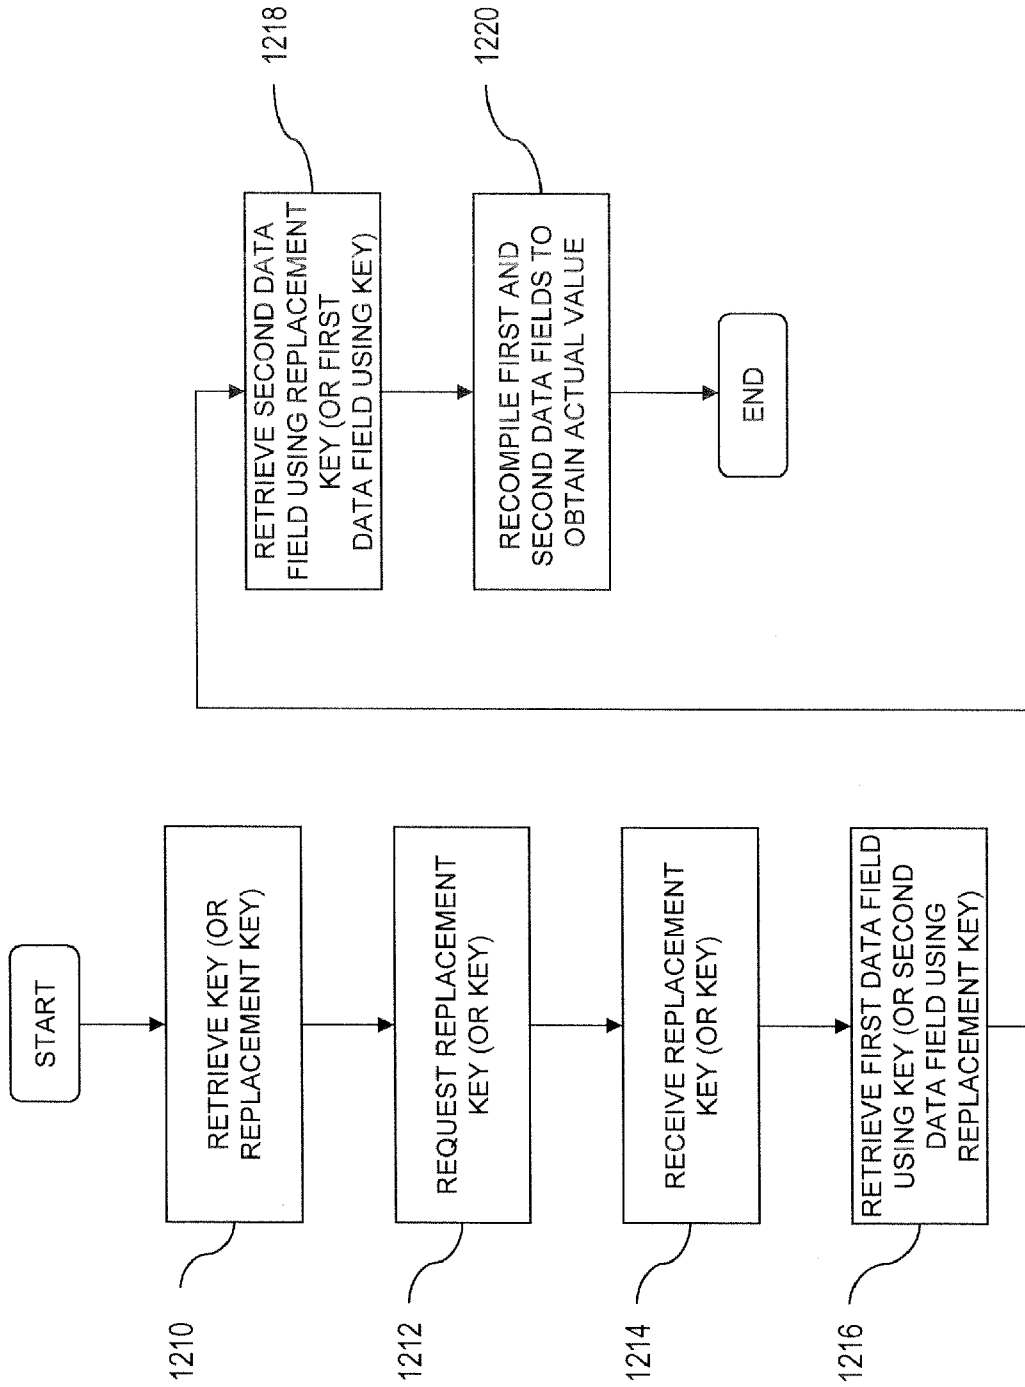 START
1210
RETRIEVE KEY (OR
REPLACEMENT KEY)
1212
REQUEST REPLACEMENT
KEY (OR KEY)
1214
RECEIVE REPLACEMENT
KEY (OR KEY)
1216
RETRIEVE FIRST DATA FIELD
USING KEY (OR SECOND
DATA FIELD USING
REPLACEMENT KEY)
1218
RETRIEVE SECOND DATA
FIELD USING REPLACEMENT
KEY (OR FIRST
DATA FIELD USING KEY)
1220
RECOMPILE FIRST AND
SECOND DATA FIELDS TO
OBTAIN ACTUAL VALUE
END